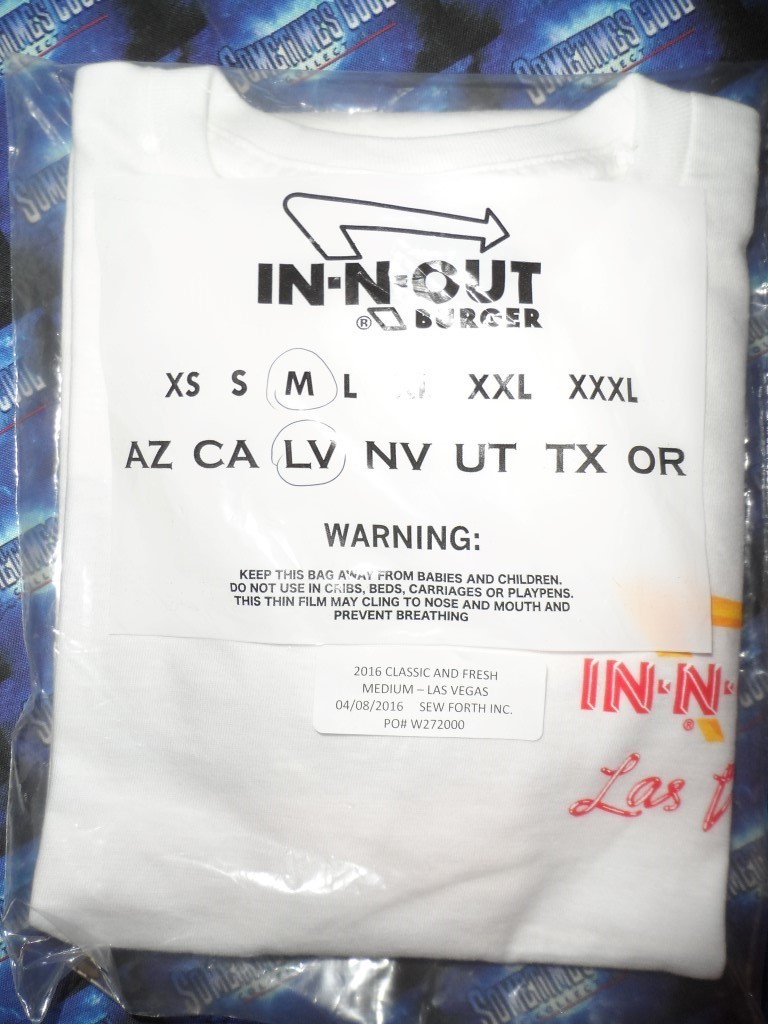 SOMETIMES COOL
IN-N-OUT
® BURGER
XS S M L XL XXL XXXL
AZ CA LV NV UT TX OR
WARNING:
KEEP THIS BAG AWAY FROM BABIES AND CHILDREN.
DO NOT USE IN CRIBS, BEDS, CARRIAGES OR PLAYPENS.
THIS THIN FILM MAY CLING TO NOSE AND MOUTH AND
PREVENT BREATHING
2016 CLASSIC AND FRESH
MEDIUM – LAS VEGAS
04/08/2016 SEW FORTH INC.
PO# W272000
IN-N-
®
Las